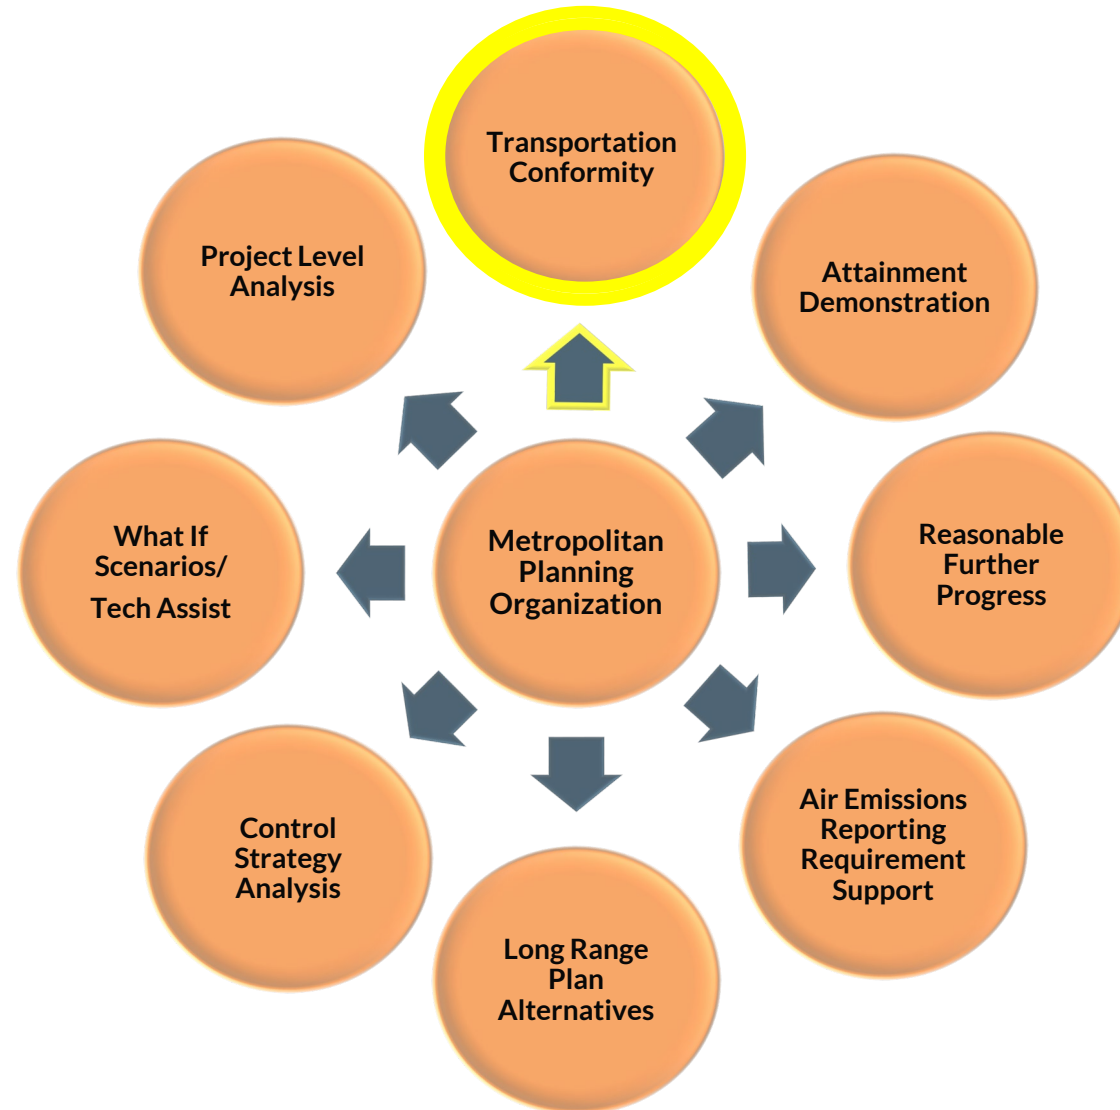 Transportation
Conformity
Project Level
Analysis
Attainment
Demonstration
What If
Scenarios/
Tech Assist
Metropolitan
Planning
Organization
Reasonable
Further
Progress
Control
Strategy
Analysis
Air Emissions
Reporting
Requirement
Support
Long Range
Plan
Alternatives